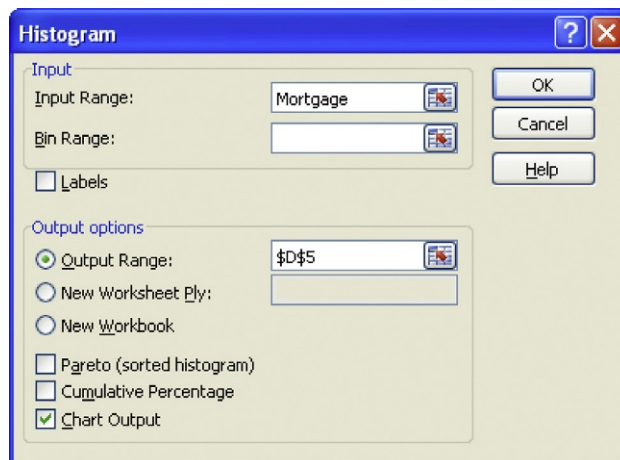 Histogram
?
Input
Input Range:
Mortgage
OK
Bin Range:
Cancel
Labels
Help
Output options
Output Range:
$D$5
New Worksheet Ply:
New Workbook
Pareto (sorted histogram)
Cumulative Percentage
Chart Output